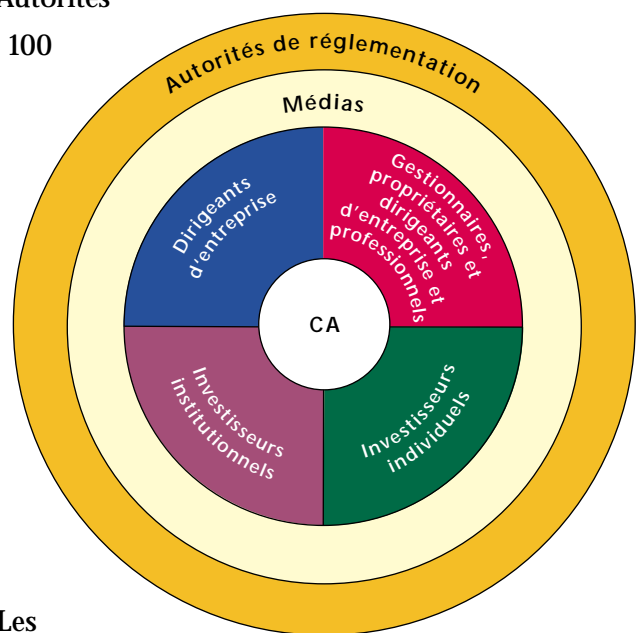 Autorités
100
Autorités de réglementation
Médias
Dirigeants
d'entreprise
Gestionnaires,
propriétaires et
dirigeants
d'entreprise et
professionnels
CA
Investisseurs
institutionnels
Investisseurs
individuels
Les